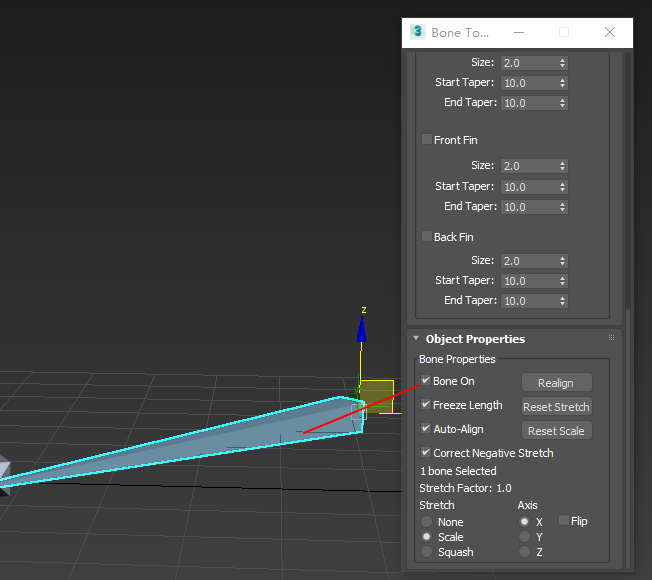 3 Bone To...
Size: 2.0
Start Taper: 10.0
End Taper: 10.0
Front Fin
Size: 2.0
Start Taper: 10.0
End Taper: 10.0
Back Fin
Size: 2.0
Start Taper: 10.0
End Taper: 10.0
Object Properties
Bone Properties
Bone On Realign
Freeze Length Reset Stretch
Auto-Align Reset Scale
Correct Negative Stretch
1 bone Selected
Stretch Factor: 1.0
Stretch Axis
None X Flip
Scale Y
Squash Z
z